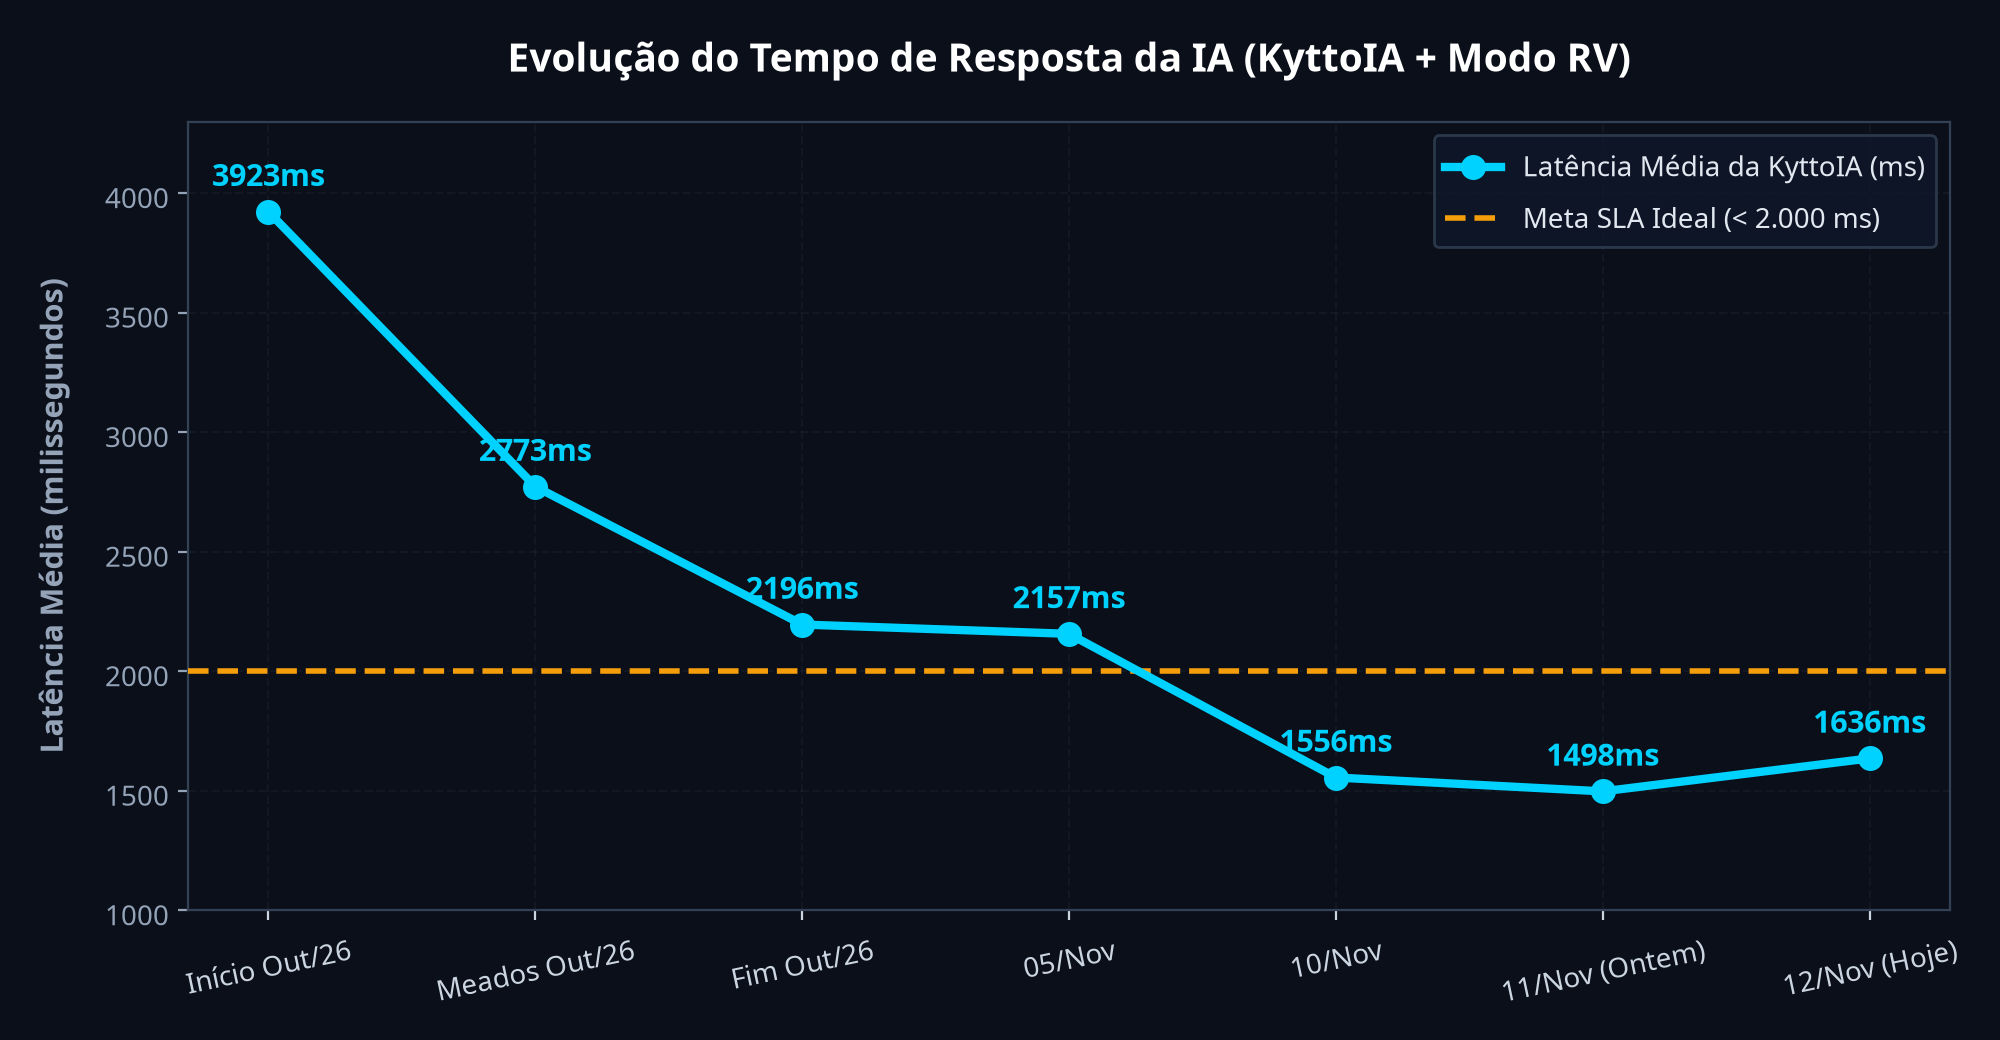 Evolução do Tempo de Resposta da IA (KyttoIA + Modo RV)
Latência Média da KyttoIA (ms)
Meta SLA Ideal (< 2.000 ms)
Latência Média (milissegundos)
4000
3500
3000
2500
2000
1500
1000
3923ms
2773ms
2196ms
2157ms
1556ms
1498ms
1636ms
Início Out/26
Meados Out/26
Fim Out/26
05/Nov
10/Nov
11/Nov (Ontem)
12/Nov (Hoje)